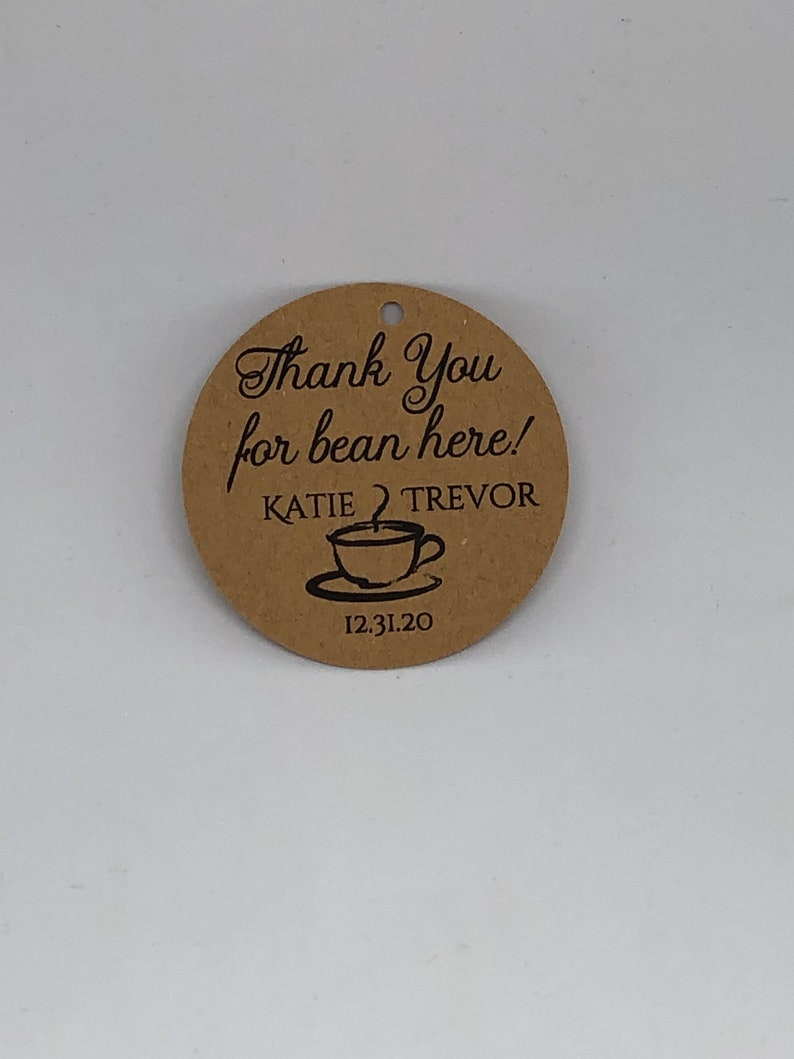 Thank You
for bean here!
KATIE TREVOR
12.31.20